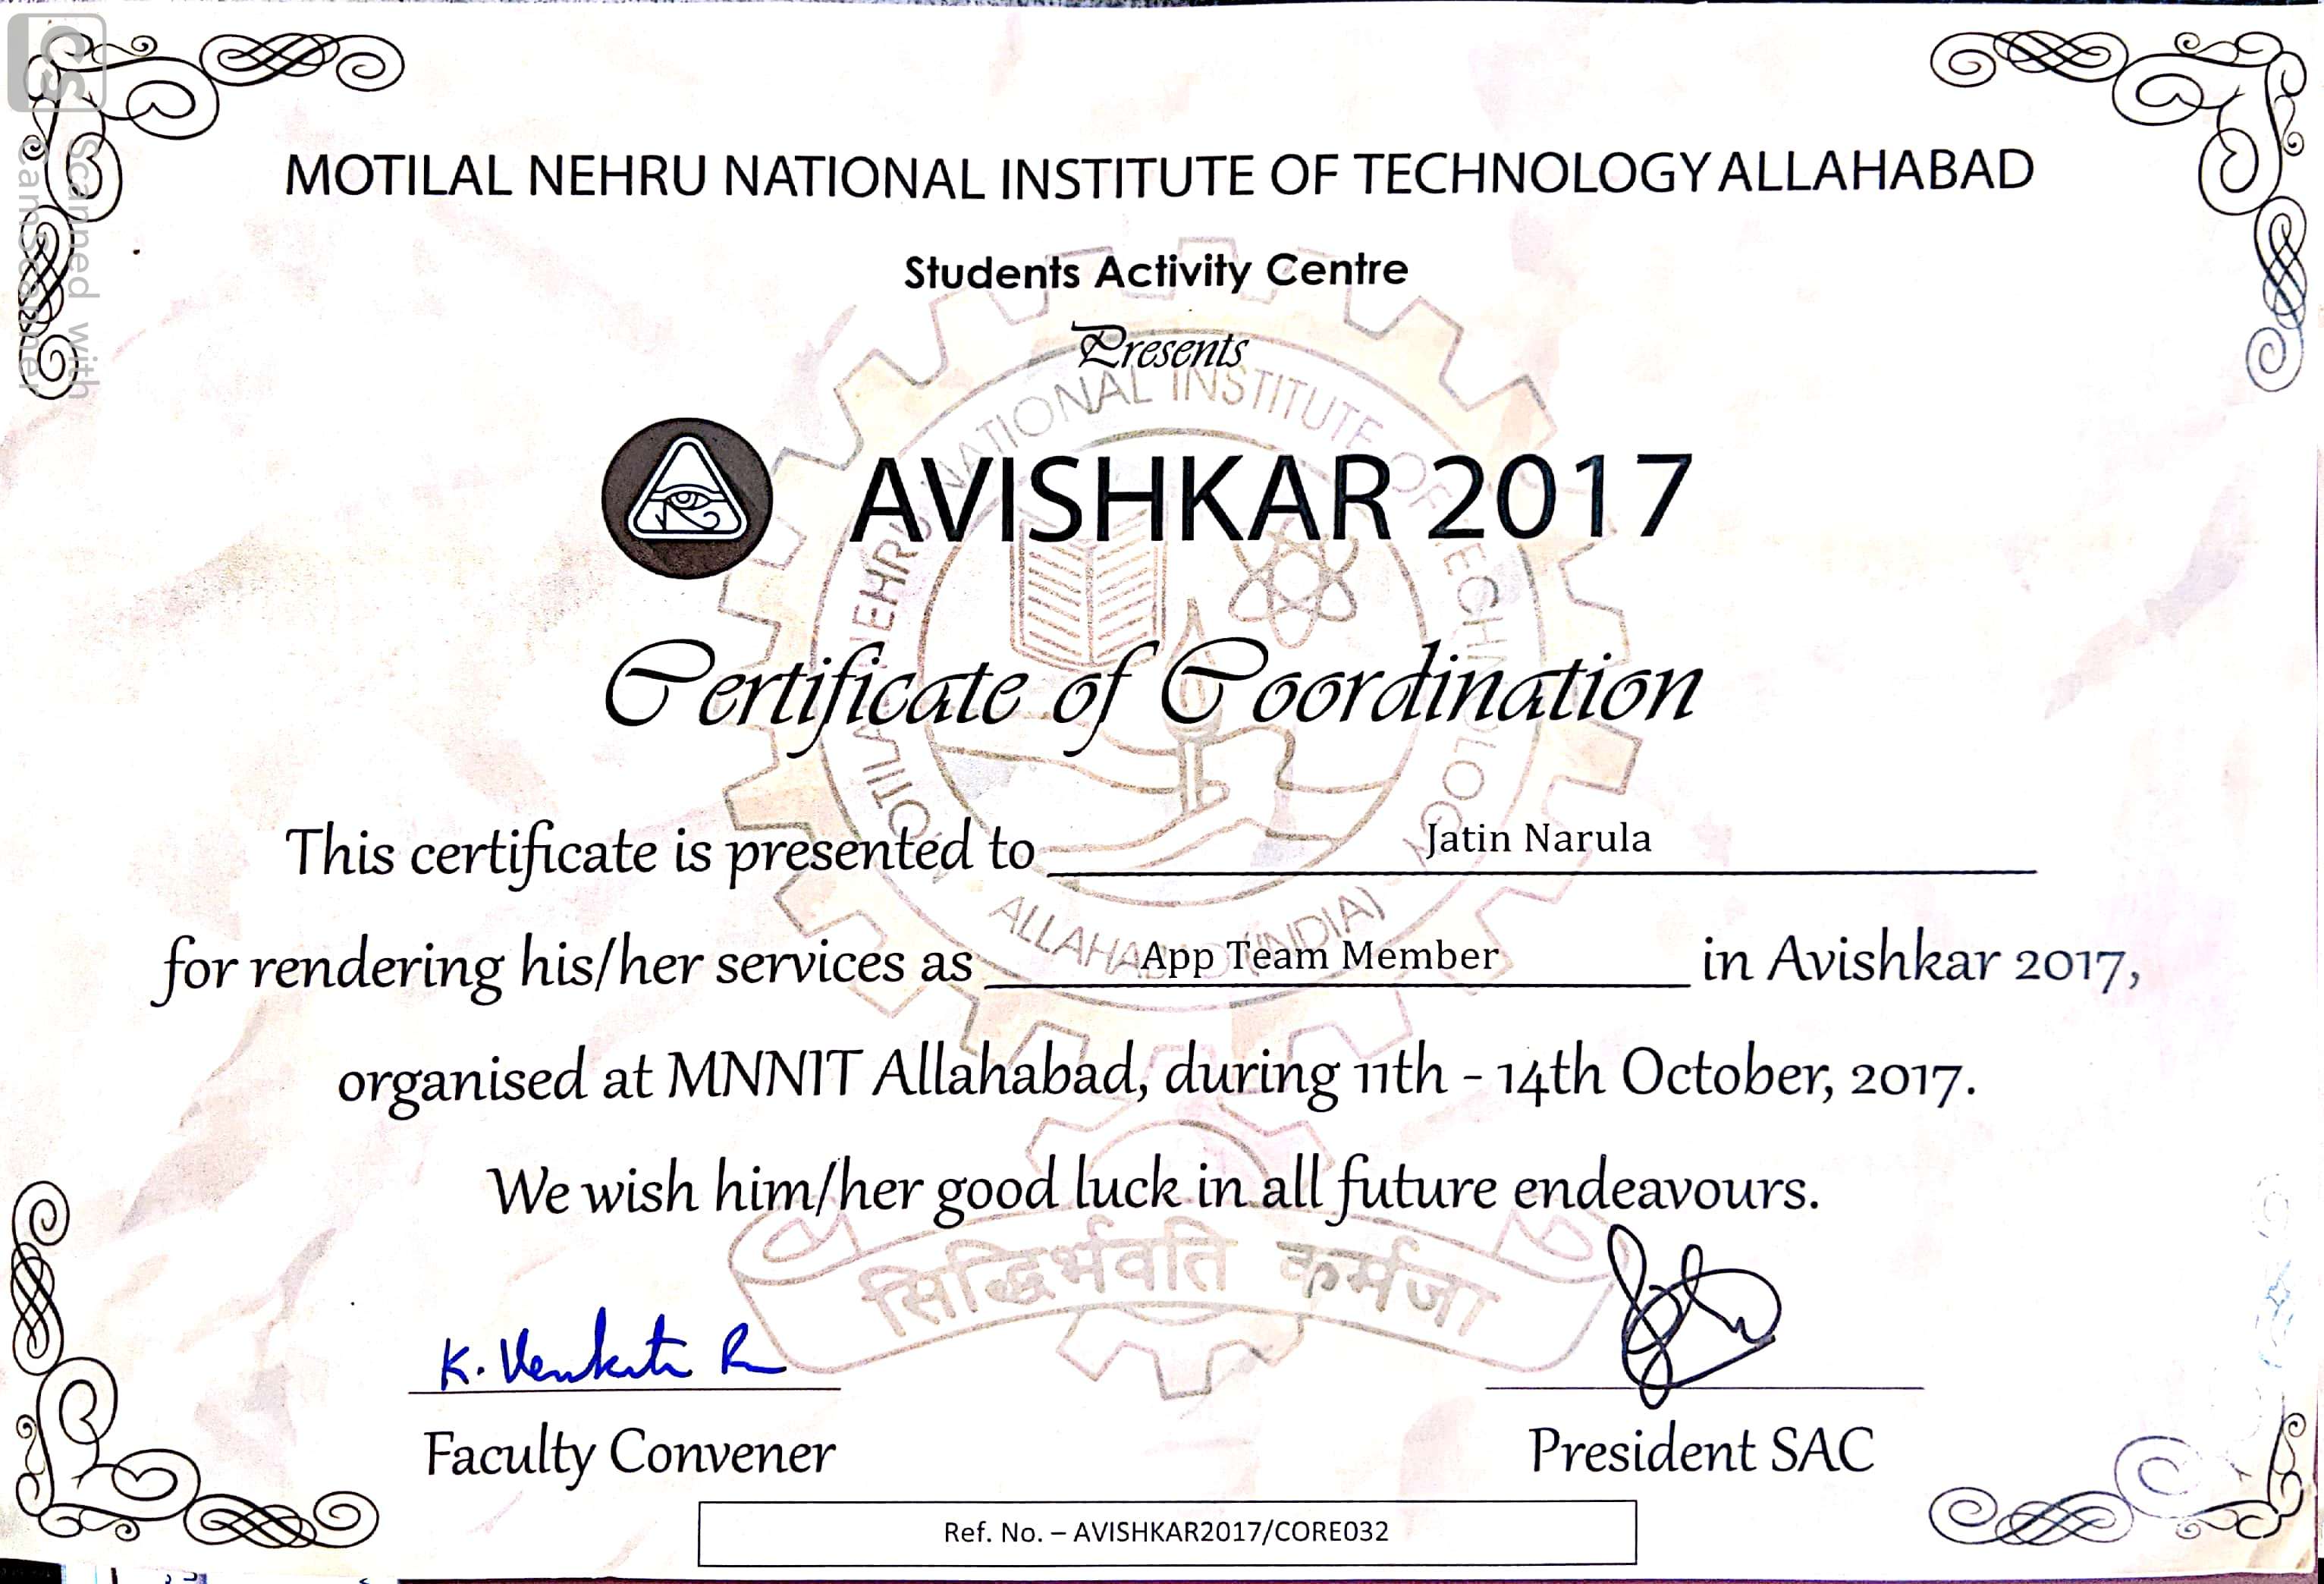 CS
Scanned with
CamScanner
MOTILAL NEHRU NATIONAL INSTITUTE OF TECHNOLOGY ALLAHABAD
Students Activity Centre
Presents
AVISHKAR 2017
Certificate of Coordination
This certificate is presented to Jatin Narula
for rendering his/her services as App Team Member in Avishkar 2017,
organised at MNNIT Allahabad, during 11th - 14th October, 2017.
We wish him/her good luck in all future endeavours.
MOTILAL NEHRU NATIONAL INSTITUTE OF TECHNOLOGY
ALLAHABAD (INDIA)
सिद्धिर्भवति कर्मजा
K. Venkata
Faculty Convener
President SAC
Ref. No. – AVISHKAR2017/CORE032